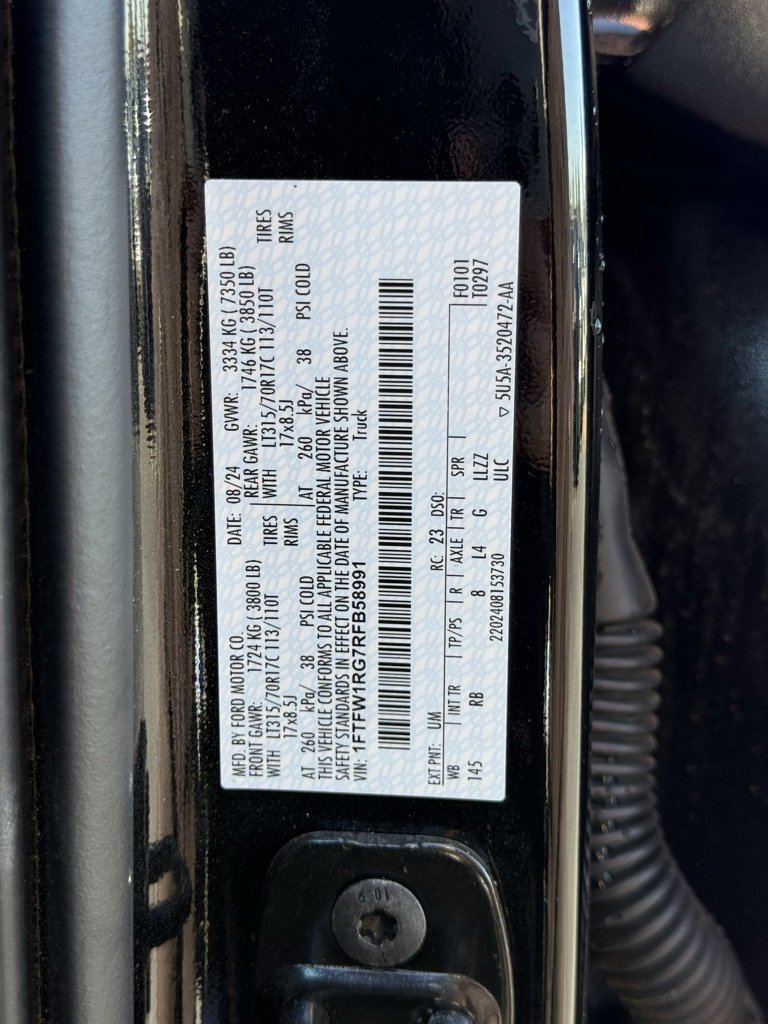 MFD. BY FORD MOTOR CO. DATE: 08/24 GVWR: 3334 KG ( 7350 LB)
FRONT GAWR: 1724 KG ( 3800 LB) REAR GAWR: 1746 KG ( 3850 LB)
WITH LT315/70R17C 113/110T TIRES WITH LT315/70R17C 113/110T TIRES
17x8.5J RIMS 17x8.5J RIMS
AT 260 kPa/ 38 PSI COLD AT 260 kPa/ 38 PSI COLD
THIS VEHICLE CONFORMS TO ALL APPLICABLE FEDERAL MOTOR VEHICLE
SAFETY STANDARDS IN EFFECT ON THE DATE OF MANUFACTURE SHOWN ABOVE.
VIN: 1FTFW1RG7RFB58991 TYPE: Truck
EXT PNT: UM RC: 23 DSO:
WB INT TR TP/PS R AXLE TR SPR F0101
145 RB 8 L4 G LLZZ T0297
2202408153730 ULC ▽ 5U5A-3520472-AA
10.9